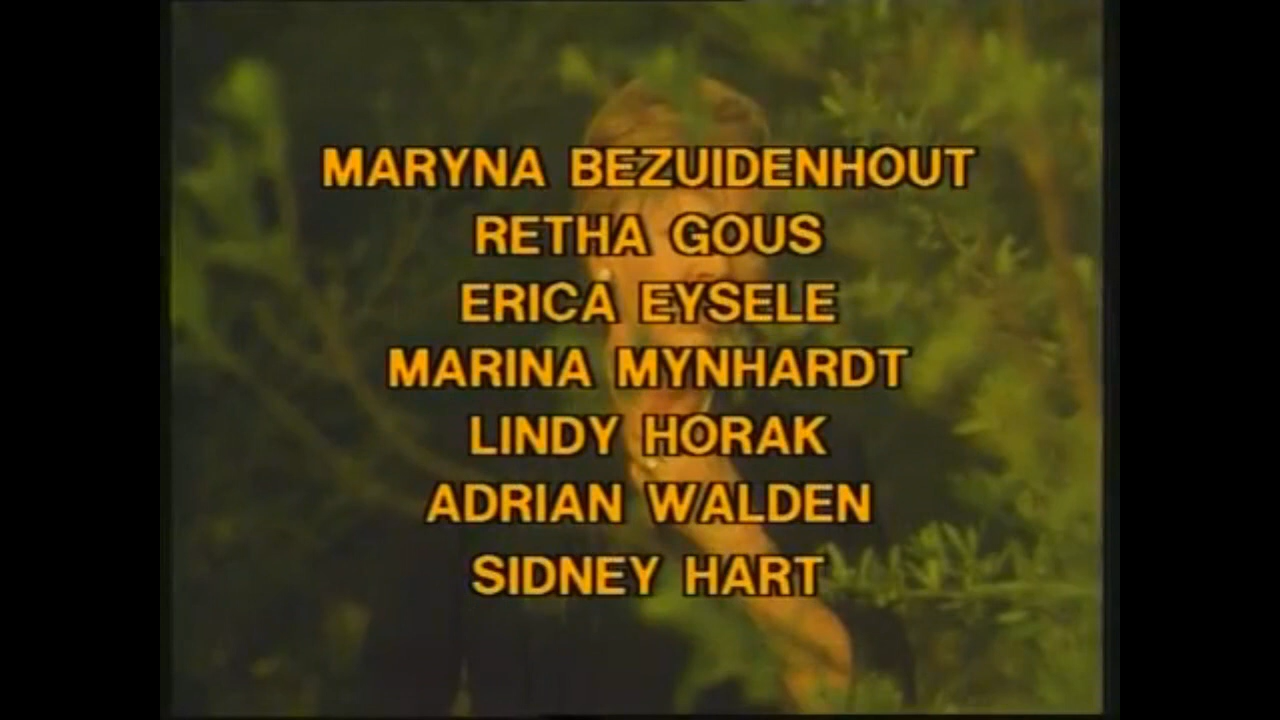 MARYNA BEZUIDENHOUT
RETHA GOUS
ERICA EYSELE
MARINA MYNHARDT
LINDY HORAK
ADRIAN WALDEN
SIDNEY HART